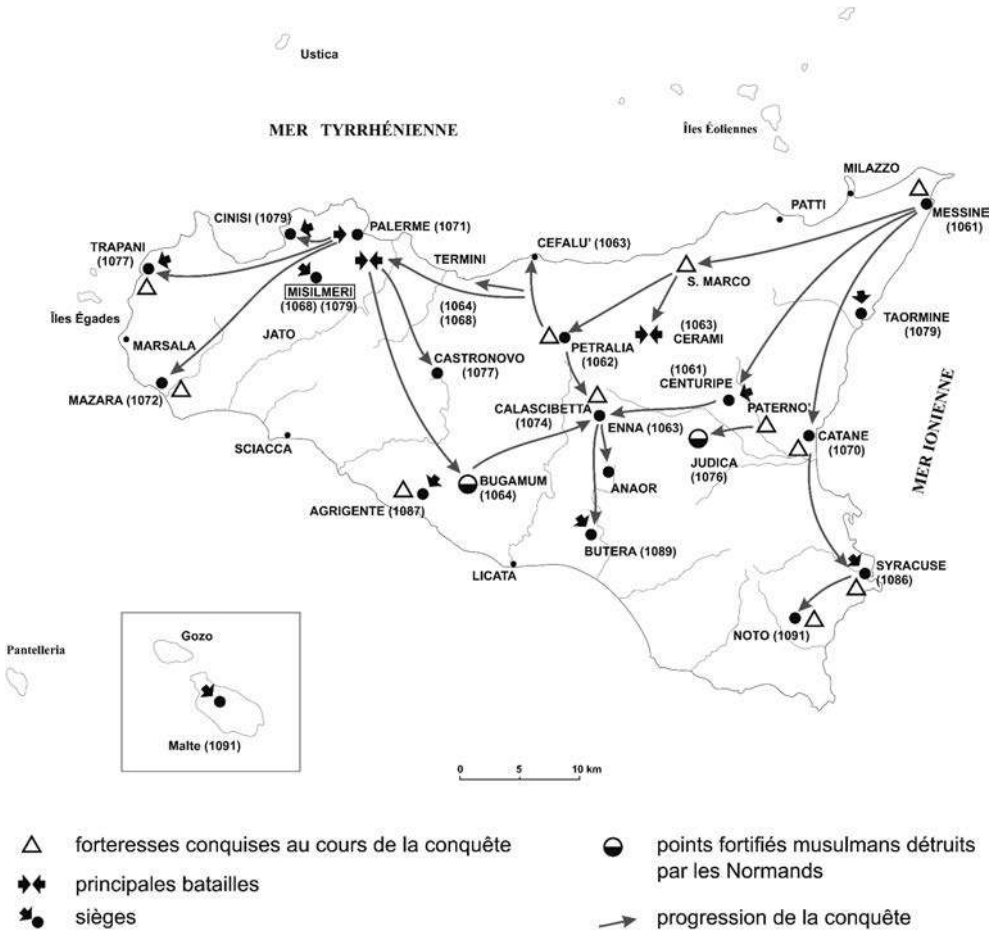 Ustica
MER TYRRHÉNIENNE
Îles Éoliennes
MILAZZO
PATTI
MESSINE
(1061)
CINISI (1079)
PALERME (1071)
TRAPANI
(1077)
TERMINI
CEFALU' (1063)
S. MARCO
MISILMERI
(1068) (1079)
(1064)
(1068)
Îles Égades
JATO
(1063)
CERAMI
TAORMINE
(1079)
MARSALA
PETRALIA
(1062)
CASTRONOVO
(1077)
(1061)
CENTURIPE
MAZARA (1072)
CALASCIBETTA
(1074)
ENNA (1063)
PATERNO'
CATANE
(1070)
MER IONIENNE
SCIACCA
JUDICA
(1076)
BUGAMUM
(1064)
ANAOR
AGRIGENTE (1087)
BUTERA (1089)
LICATA
SYRACUSE
(1086)
NOTO (1091)
Pantelleria
Gozo
Malte (1091)
0 5 10 km
forteresses conquises au cours de la conquête
principales batailles
sièges
points fortifiés musulmans détruits
par les Normands
progression de la conquête